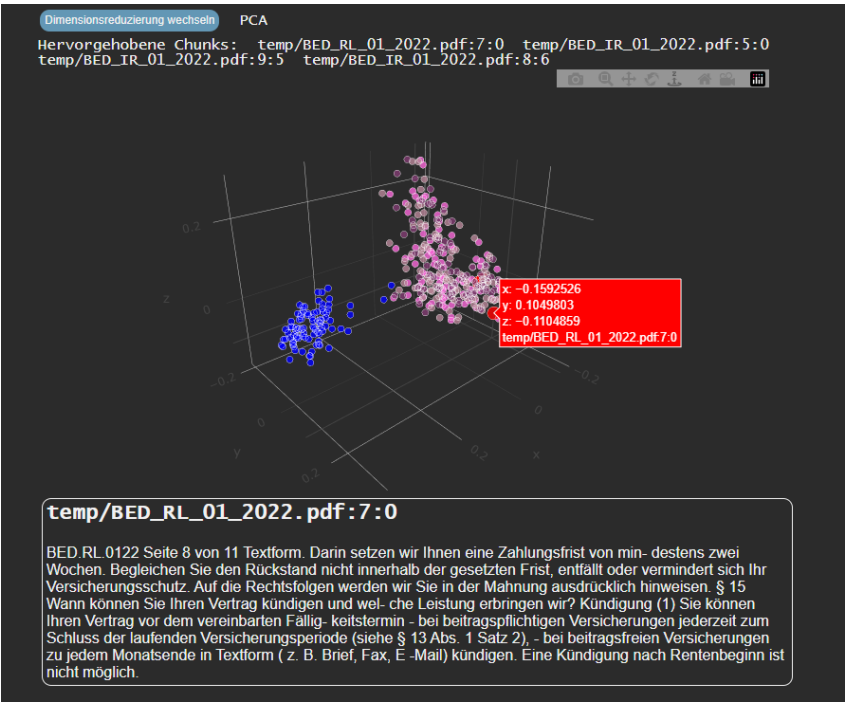 Dimensionsreduzierung wechseln PCA
Hervorgehobene Chunks: temp/BED_RL_01_2022.pdf:7:0 temp/BED_IR_01_2022.pdf:5:0
temp/BED_IR_01_2022.pdf:9:5 temp/BED_IR_01_2022.pdf:8:6
0.2
z
0
−0.2
0
y
0.2
x: −0.1592526
y: 0.1049803
z: −0.1104859
temp/BED_RL_01_2022.pdf:7:0
−0.2
0
0.2
x
temp/BED_RL_01_2022.pdf:7:0
BED.RL.0122 Seite 8 von 11 Textform. Darin setzen wir Ihnen eine Zahlungsfrist von min- destens zwei
Wochen. Begleichen Sie den Rückstand nicht innerhalb der gesetzten Frist, entfällt oder vermindert sich Ihr
Versicherungsschutz. Auf die Rechtsfolgen werden wir Sie in der Mahnung ausdrücklich hinweisen. § 15
Wann können Sie Ihren Vertrag kündigen und wel- che Leistung erbringen wir? Kündigung (1) Sie können
Ihren Vertrag vor dem vereinbarten Fällig- keitstermin - bei beitragspflichtigen Versicherungen jederzeit zum
Schluss der laufenden Versicherungsperiode (siehe § 13 Abs. 1 Satz 2), - bei beitragsfreien Versicherungen
zu jedem Monatsende in Textform ( z. B. Brief, Fax, E -Mail) kündigen. Eine Kündigung nach Rentenbeginn ist
nicht möglich.